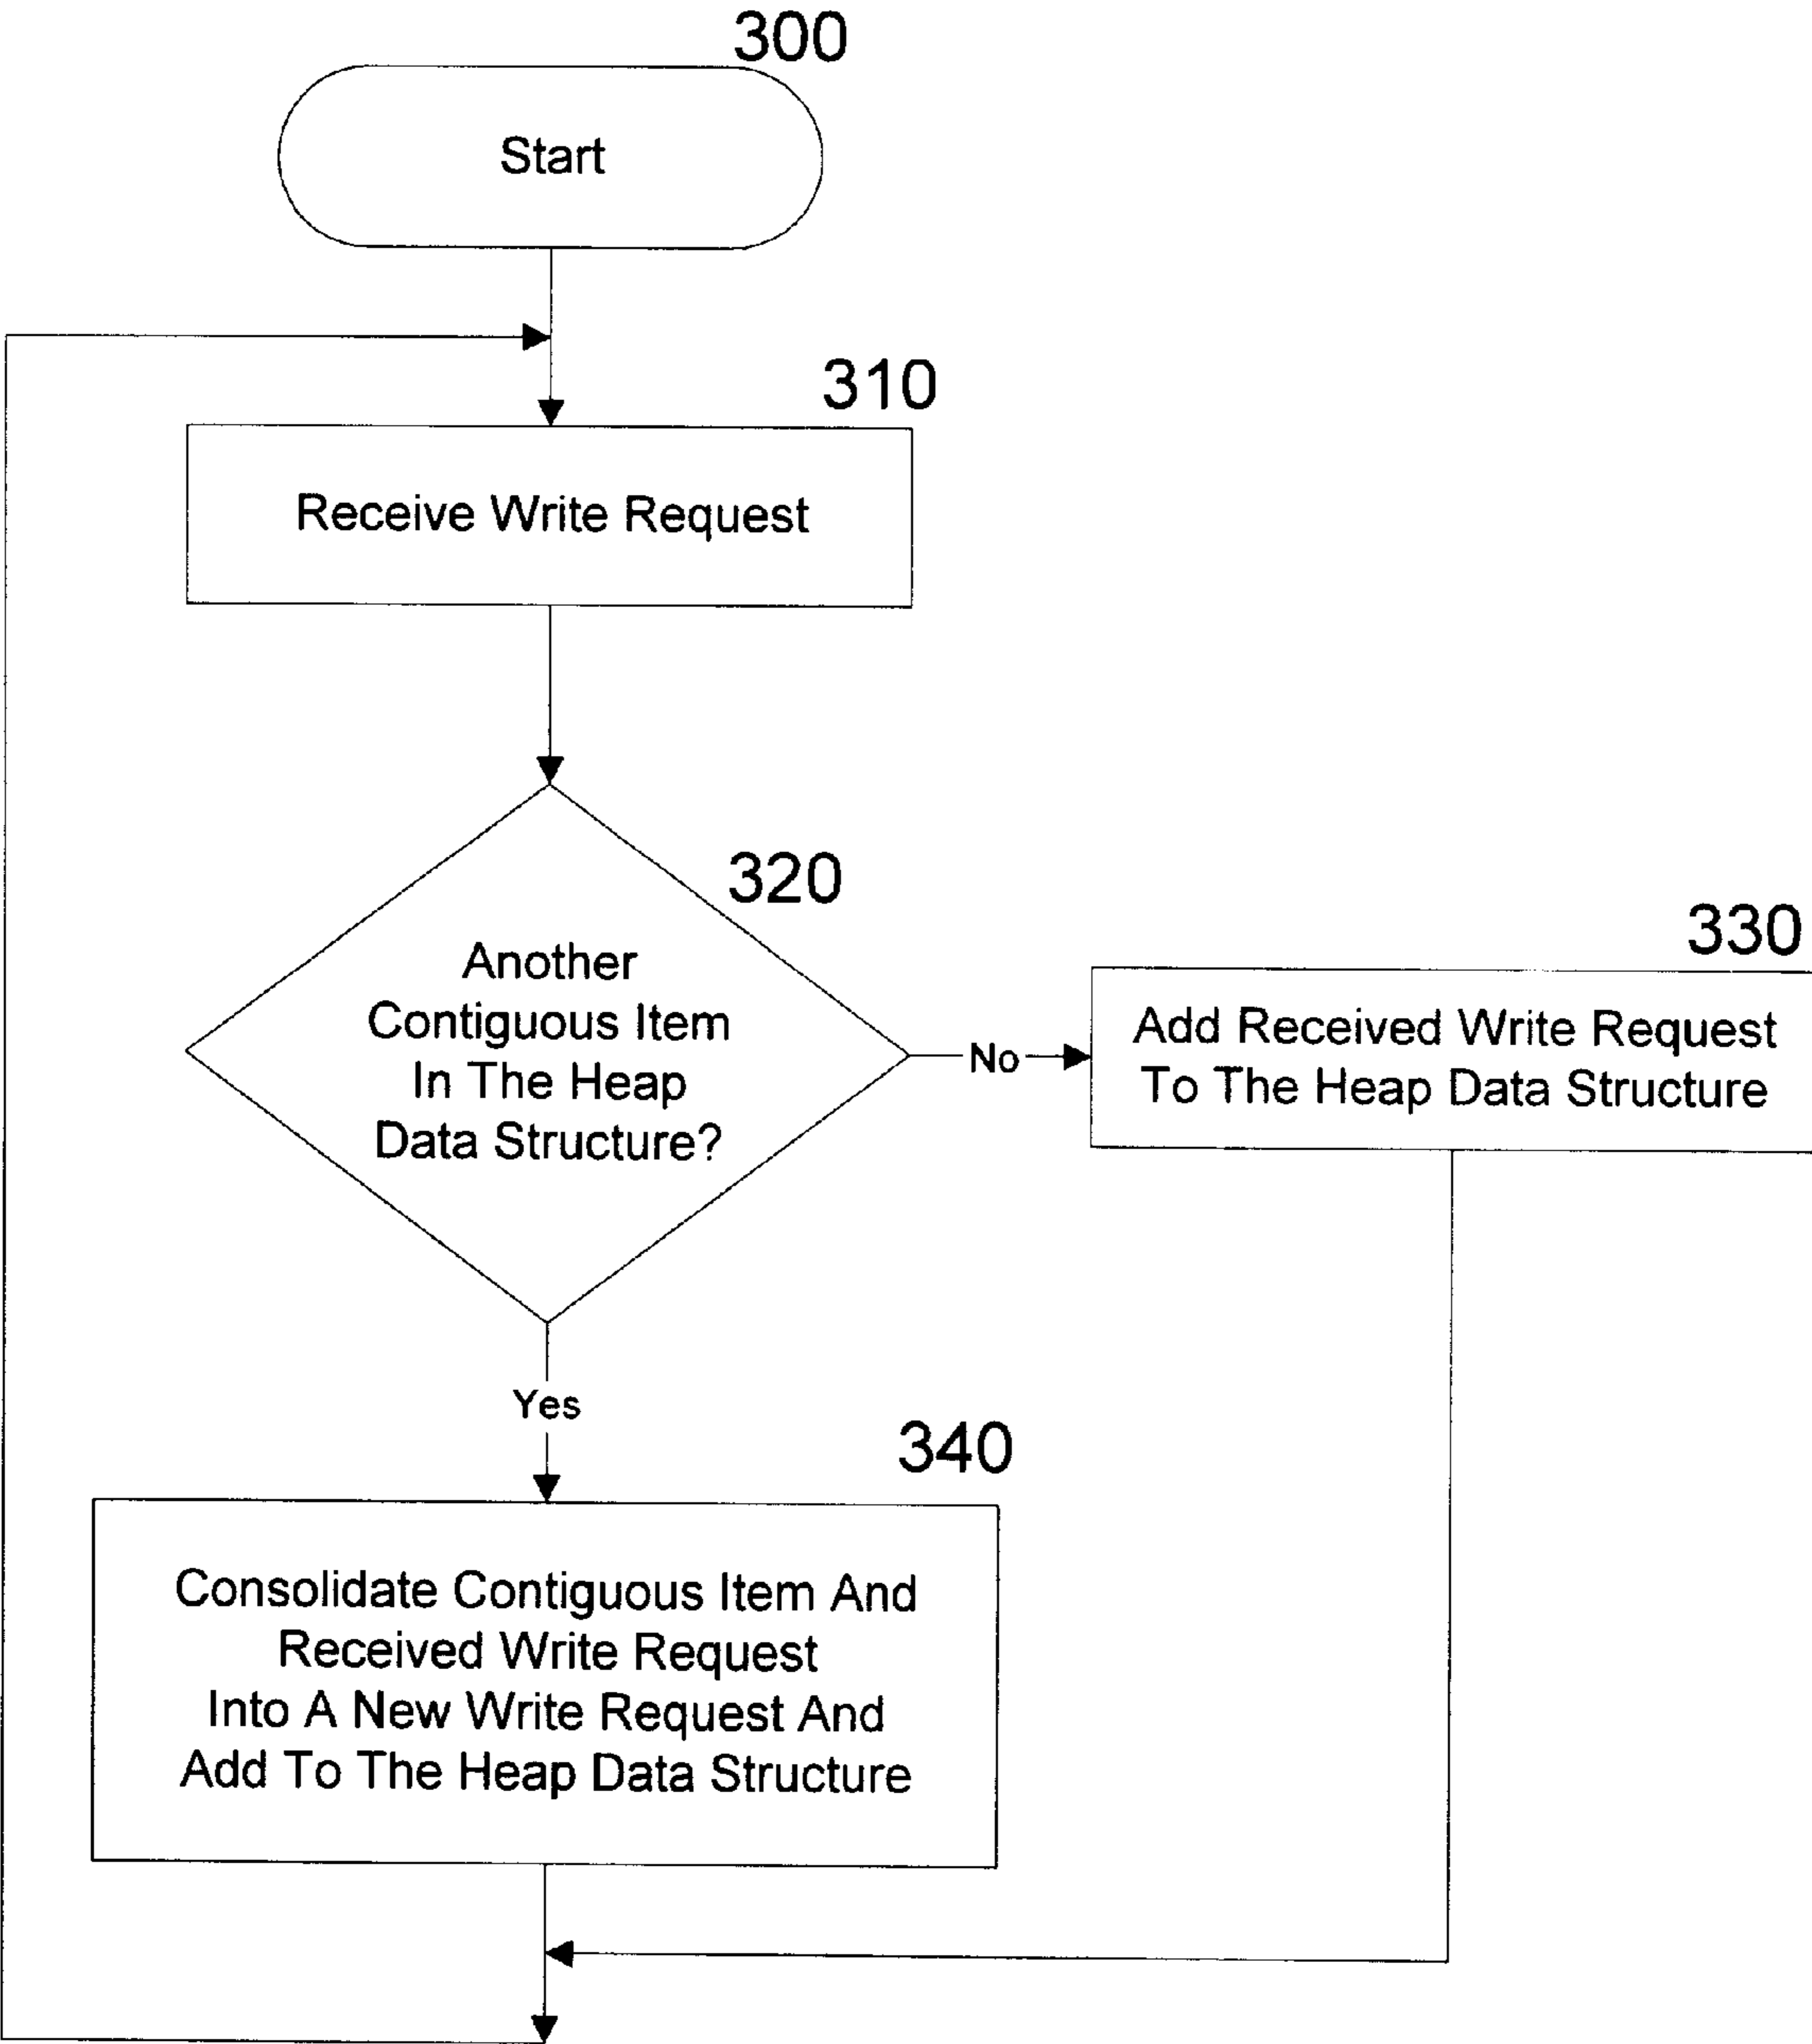 300
Start
310
Receive Write Request
320
Another
Contiguous Item
In The Heap
Data Structure?
No
330
Add Received Write Request
To The Heap Data Structure
Yes
340
Consolidate Contiguous Item And
Received Write Request
Into A New Write Request And
Add To The Heap Data Structure